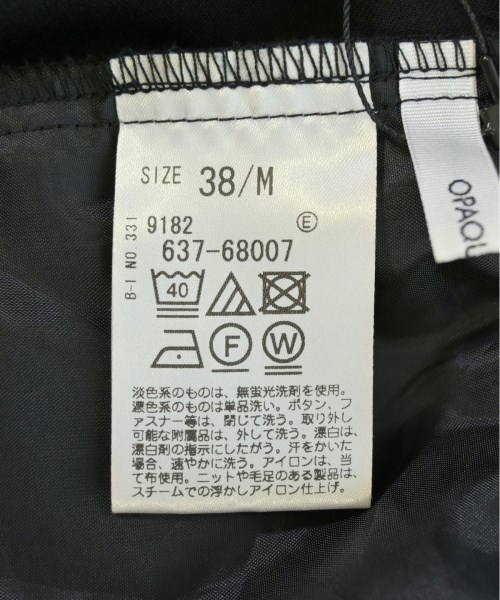 SIZE 38/M
9182 Ⓔ
637-68007
B-I NO. 331
40
F W
淡色系のものは、無蛍光洗剤を使用。
濃色系のものは単品洗い。ボタン、フ
ァスナー等は、閉じて洗う。取り外し
可能な附属品は、外して洗う。漂白は、
漂白剤の指示にしたがう。汗をかいた
場合、速やかに洗う。アイロンは、当
て布使用。ニットや毛足のある製品は、
スチームでの浮かしアイロン仕上げ。
OPAQU